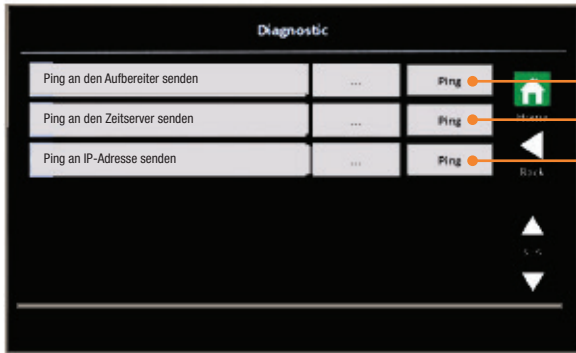 Diagnostic
Ping an den Aufbereiter senden ... Ping
Home
Ping an den Zeitserver senden ... Ping
Ping an IP-Adresse senden ... Ping
Back